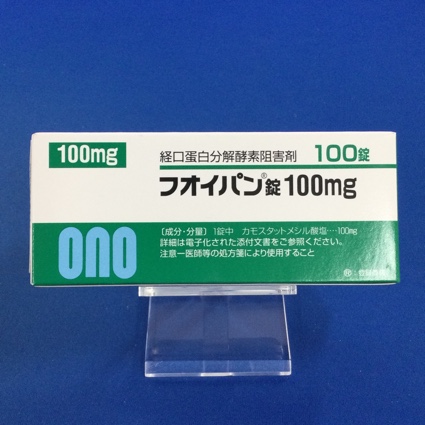 100mg
経口蛋白分解酵素阻害剤 100錠
フオイパン®錠100mg
ono
〔成分・分量〕1錠中 カモスタットメシル酸塩…100mg
詳細は電子化された添付文書をご参照ください。
注意－医師等の処方箋により使用すること